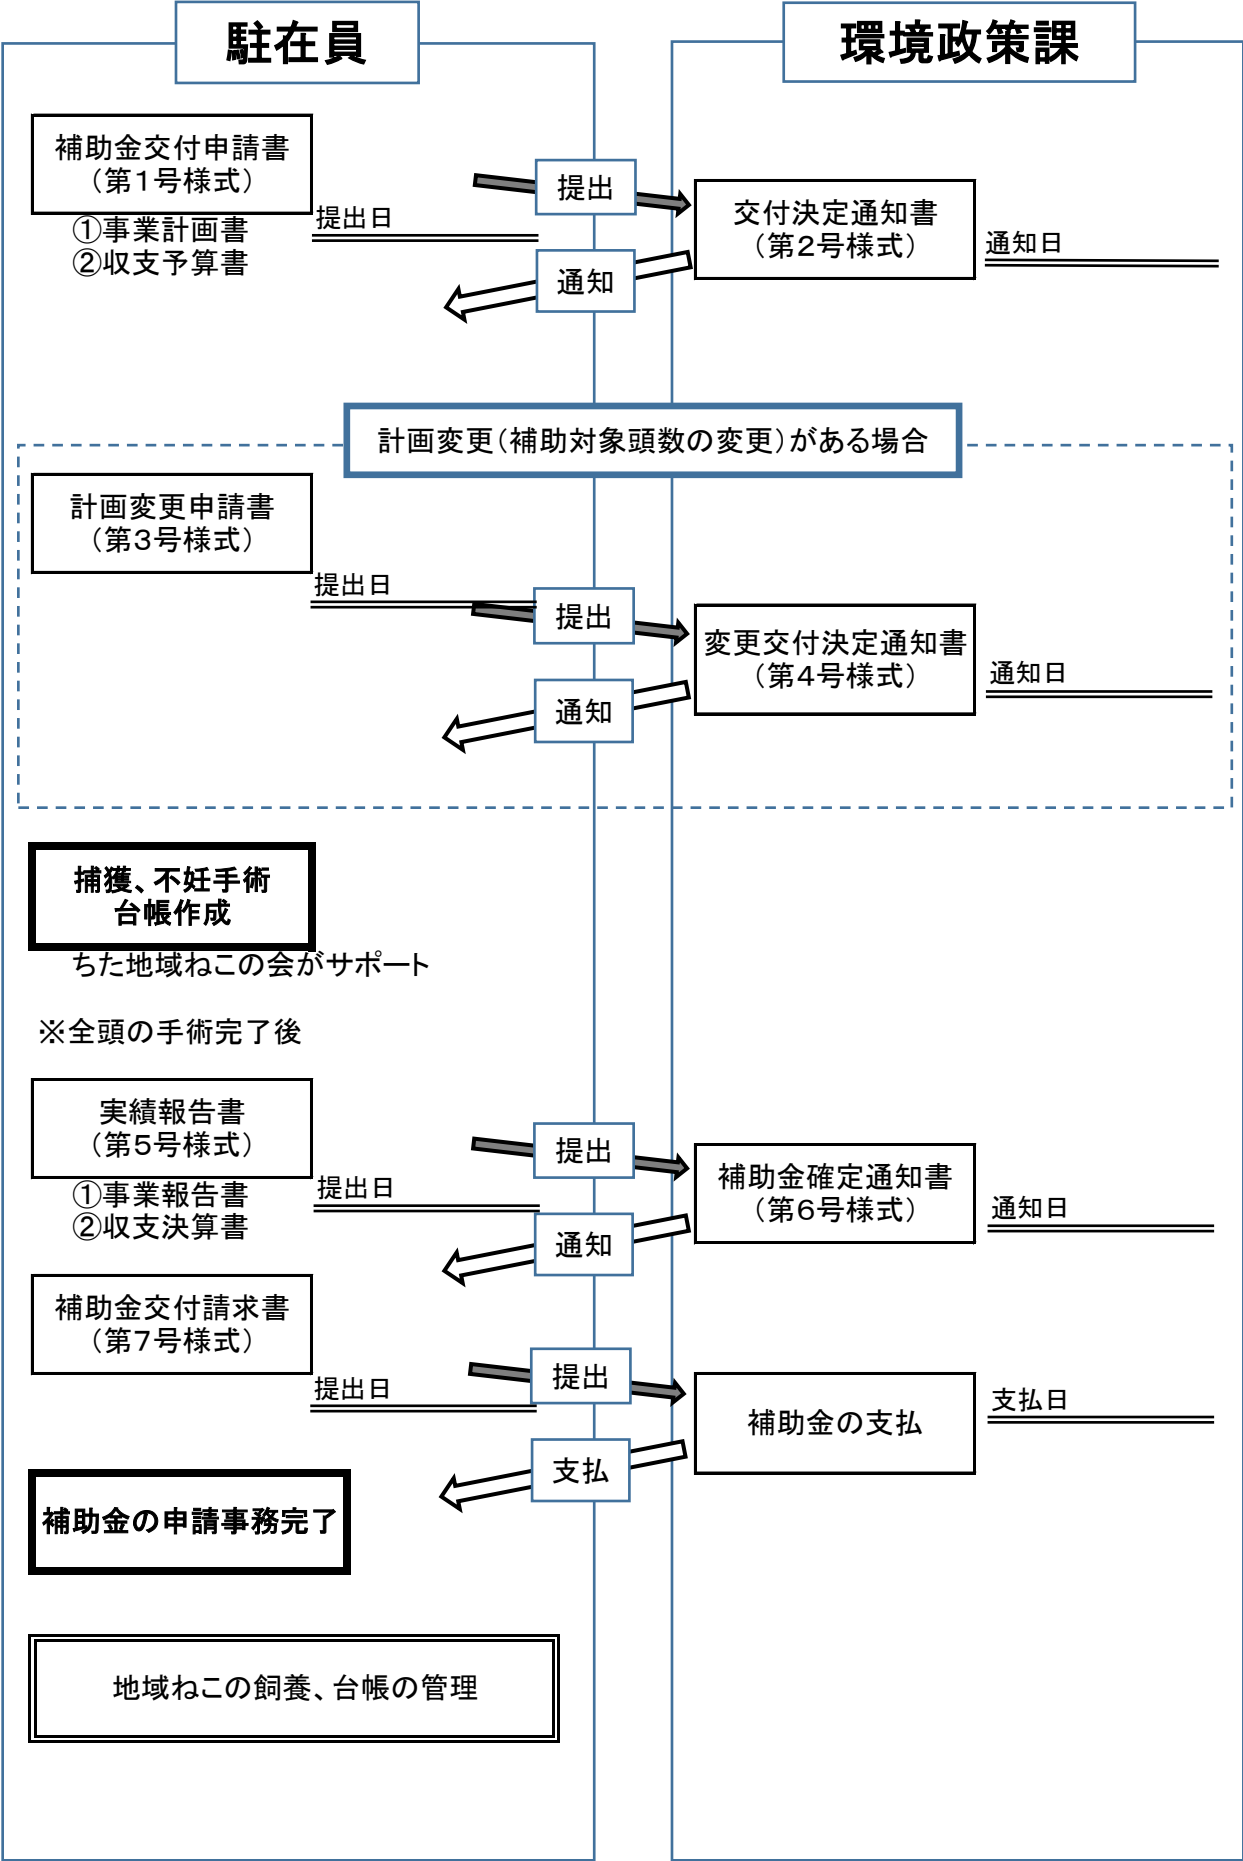 駐在員
環境政策課
補助金交付申請書
（第１号様式）
①事業計画書
②収支予算書
提出日
提出
通知
交付決定通知書
（第２号様式）
通知日
計画変更（補助対象頭数の変更）がある場合
計画変更申請書
（第３号様式）
提出日
提出
通知
変更交付決定通知書
（第４号様式）
通知日
捕獲、不妊手術
台帳作成
ちた地域ねこの会がサポート
※全頭の手術完了後
実績報告書
（第５号様式）
①事業報告書
②収支決算書
提出日
提出
通知
補助金確定通知書
（第６号様式）
通知日
補助金交付請求書
（第７号様式）
提出日
提出
支払
補助金の支払
支払日
補助金の申請事務完了
地域ねこの飼養、台帳の管理